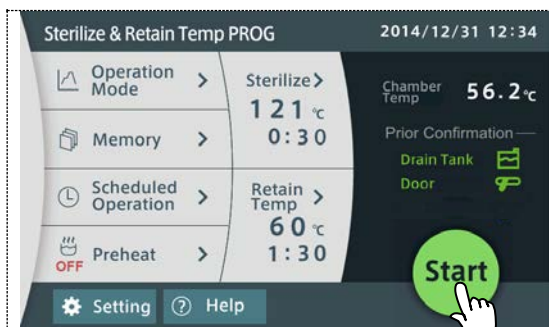 Sterilize & Retain Temp PROG
2014/12/31 12:34
Operation
Mode
Memory
Scheduled
Operation
OFF
Preheat
Sterilize
121 ℃
0:30
Retain
Temp
60 ℃
1:30
Chamber
Temp
56.2℃
Prior Confirmation
Drain Tank
Door
Start
Setting
? Help